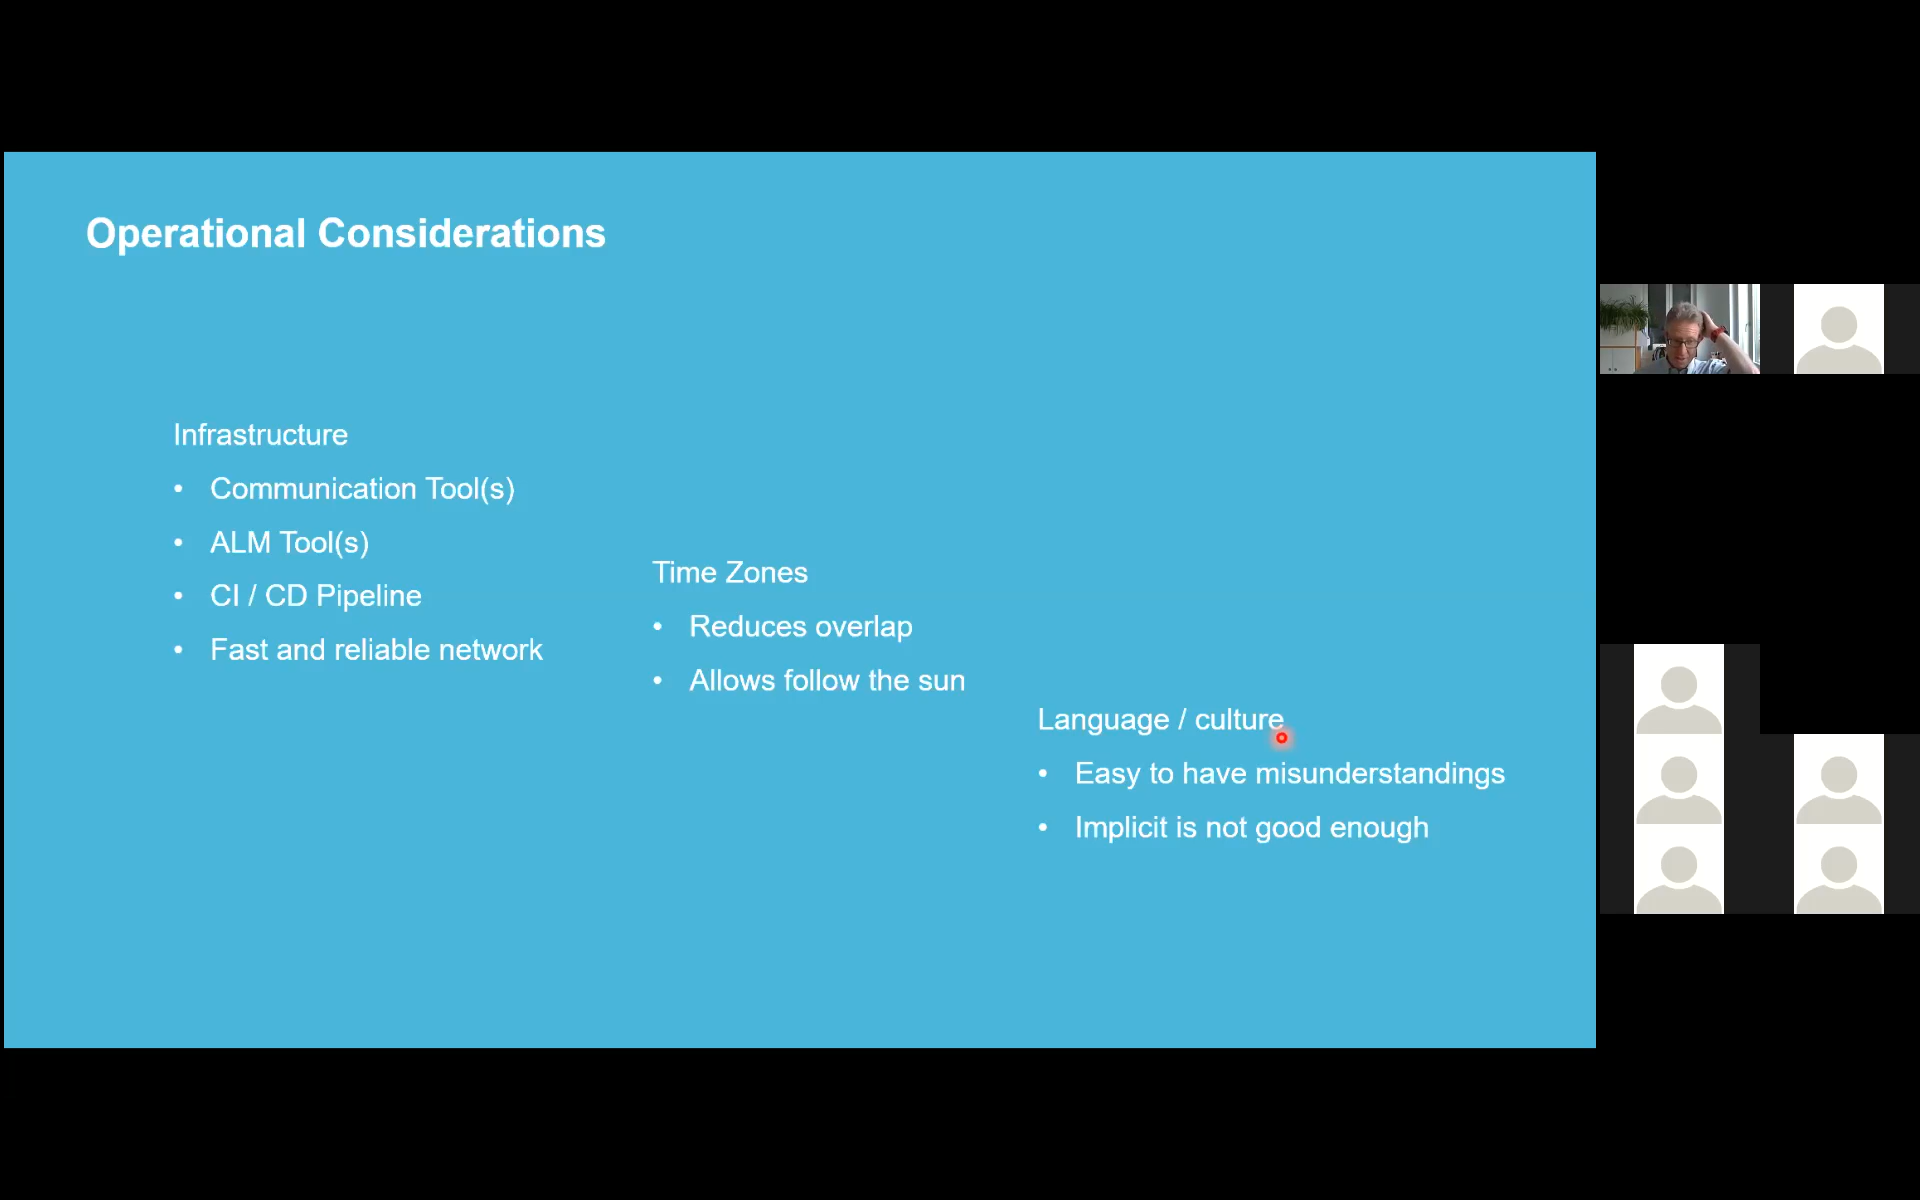 Operational Considerations
Infrastructure
• Communication Tool(s)
• ALM Tool(s)
• CI / CD Pipeline
• Fast and reliable network
Time Zones
• Reduces overlap
• Allows follow the sun
Language / culture
• Easy to have misunderstandings
• Implicit is not good enough